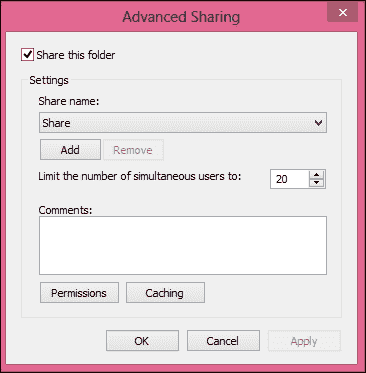 Advanced Sharing
Share this folder
Settings
Share name:
Share
Add Remove
Limit the number of simultaneous users to: 20
Comments:
Permissions Caching
OK Cancel Apply